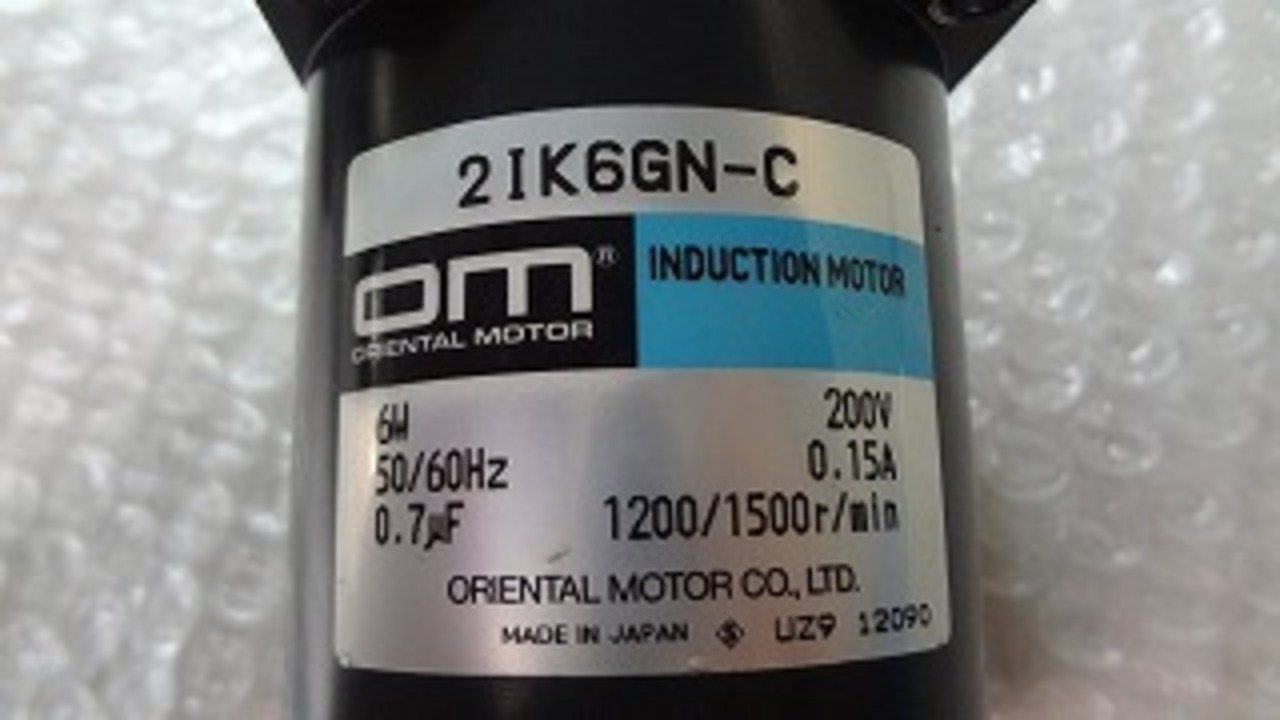 2IK6GN-C
om®
ORIENTAL MOTOR
INDUCTION MOTOR
6W 200V
50/60Hz 0.15A
0.7μF 1200/1500r/min
ORIENTAL MOTOR CO., LTD.
MADE IN JAPAN S UZ9 12090